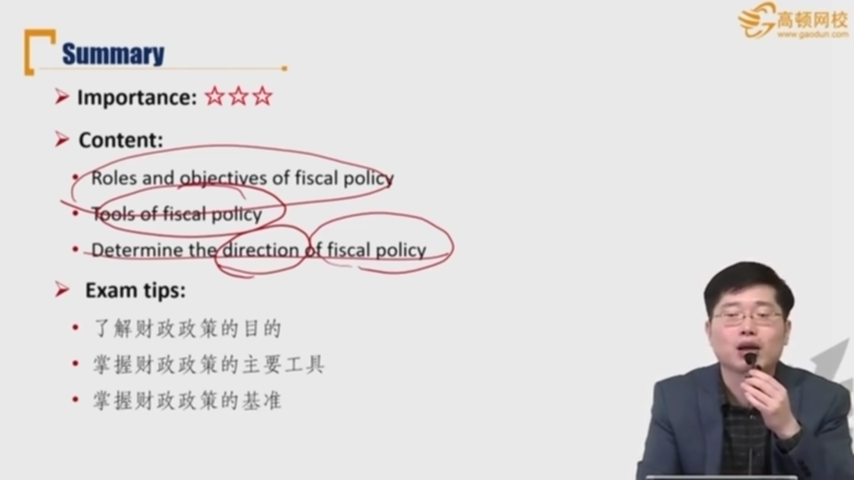 高顿网校
www.gaodun.com
Summary
Importance: ☆☆☆
Content:
Roles and objectives of fiscal policy
Tools of fiscal policy
Determine the direction of fiscal policy
Exam tips:
了解财政政策的目的
掌握财政政策的主要工具
掌握财政政策的基准